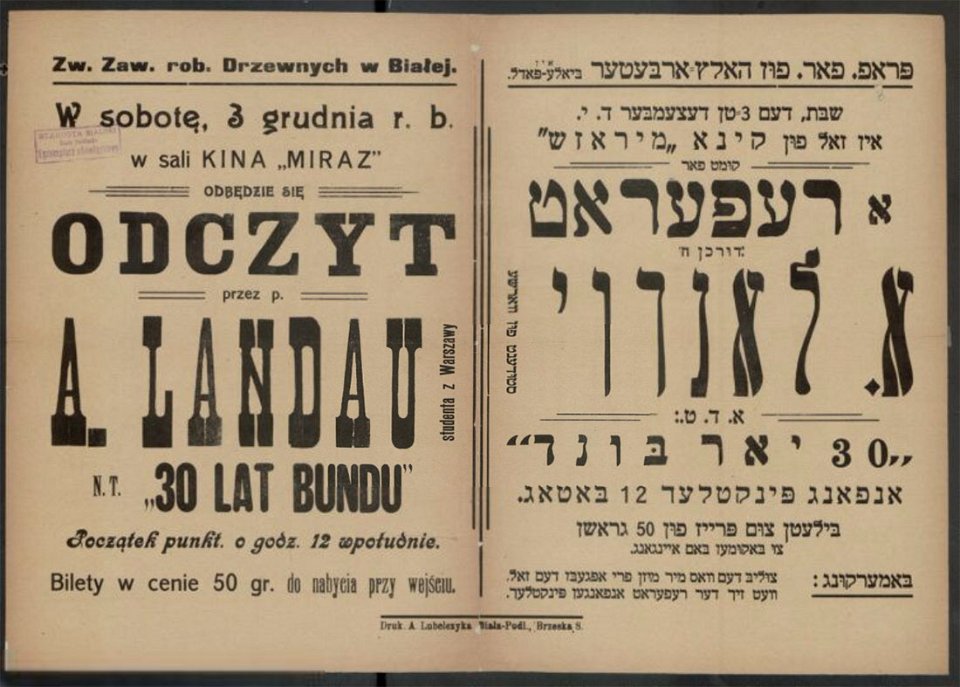 Zw. Zaw. rob. Drzewnych w Białej.
W sobotę, 3 grudnia r. b.
w sali KINA „MIRAZ”
ODBĘDZIE SIĘ
ODCZYT
przez p.
A. LANDAU
studenta z Warszawy
N.T. „30 LAT BUNDU”
Początek punkt. o godz. 12 wpołudnie.
Bilety w cenie 50 gr. do nabycia przy wejściu.
פראפ. פאר. פון האלץ־ארבעטער אין ביאלע-פאדל.
שבת, דעם 3־טן דעצעמבער ד. י.
אין זאל פון קינא „מיראזש”
קומט פאר
א רעפעראט
דורכן ח'
א. לאנדוי
סטודענט פון ווארשע
א. ד. ט.:
„30 יאר בונד”
אנפאנג פינקטלער 12 באטאג.
בילעטן צום פרייז פון 50 גראשן
צו באקומען באם איינגאנג.
באמערקונג: צוליב דעם וואס מיר מוזן פרי אפגעבן דעם זאל.
וועט זיך דער רעפעראט אנפאנגען פינקטלער.
Druk. A. Lubelczyka Biała-Podl., Brzeska 8.